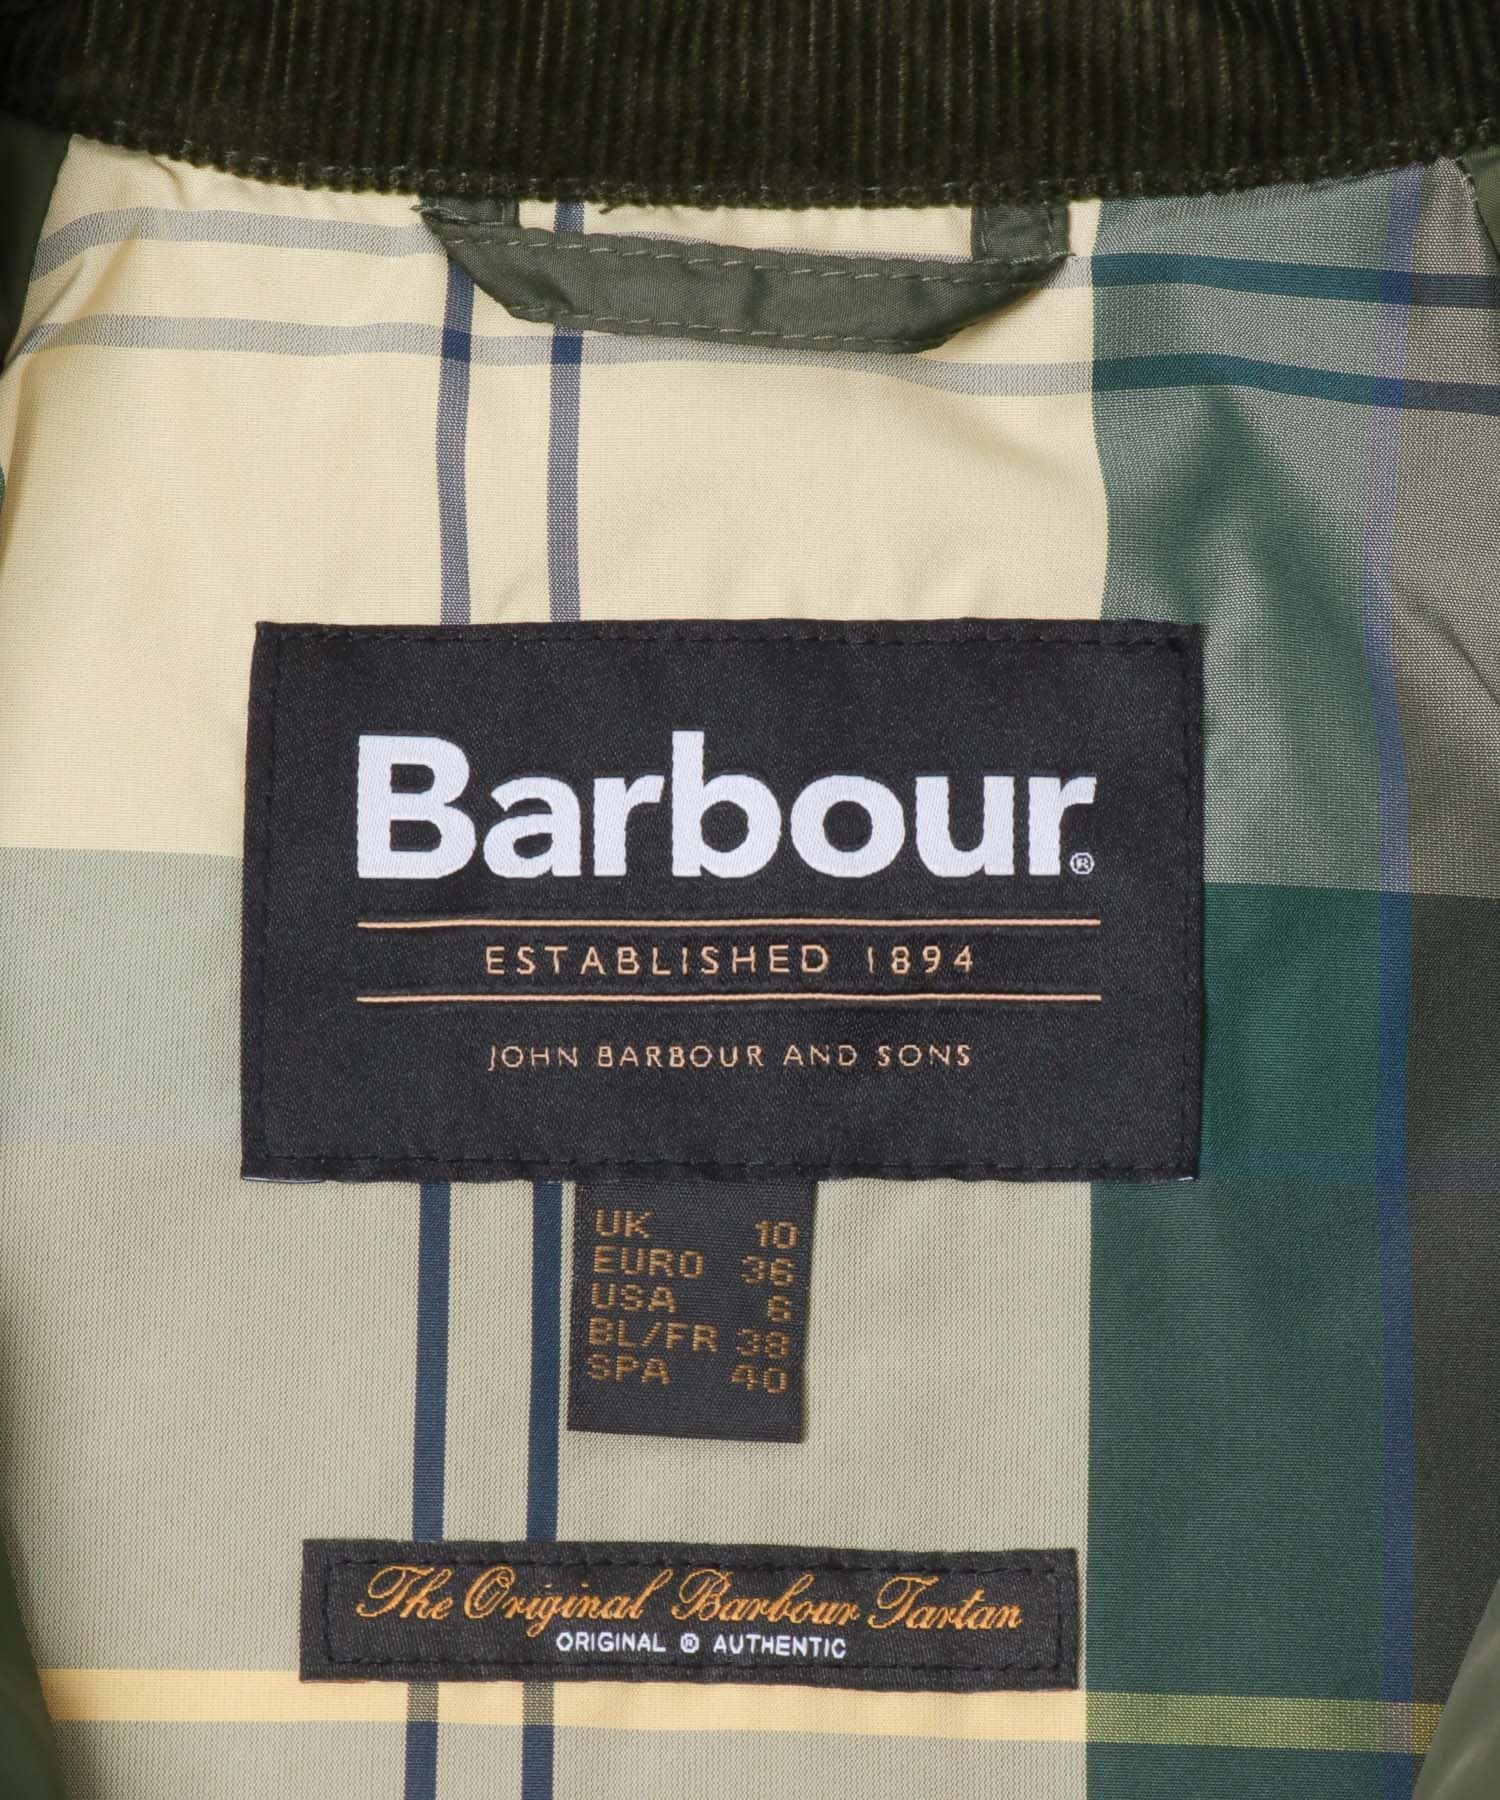 Barbour®
ESTABLISHED 1894
JOHN BARBOUR AND SONS
UK 10
EURO 36
USA 6
BL/FR 38
SPA 40
The Original Barbour Tartan
ORIGINAL ® AUTHENTIC